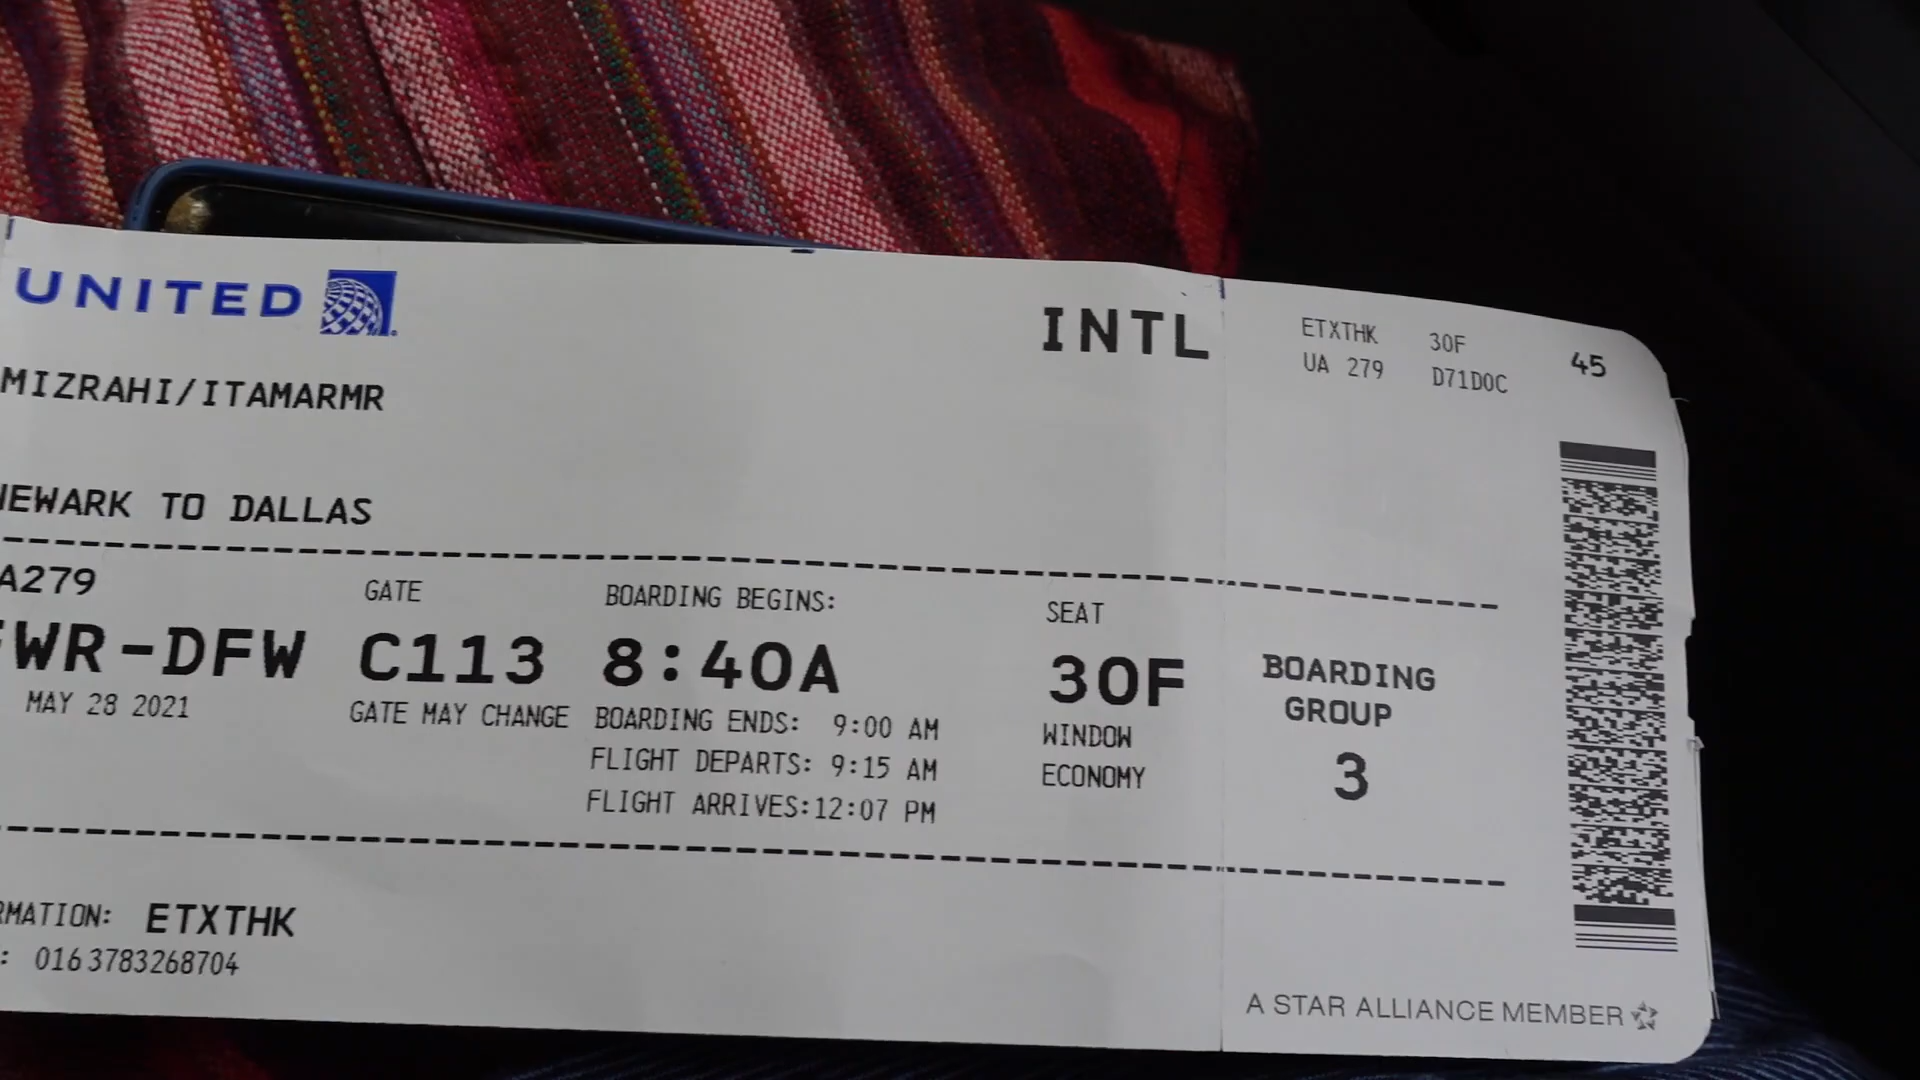 UNITED
INTL
ETXTHK 30F
45
UA 279 D71D0C
MIZRAHI/ITAMARMR
NEWARK TO DALLAS
A279
GATE
BOARDING BEGINS:
SEAT
WR-DFW
C113
8:40A
30F
BOARDING
GROUP
3
MAY 28 2021
GATE MAY CHANGE
BOARDING ENDS: 9:00 AM
WINDOW
FLIGHT DEPARTS: 9:15 AM
ECONOMY
FLIGHT ARRIVES:12:07 PM
RMATION: ETXTHK
: 0163783268704
A STAR ALLIANCE MEMBER